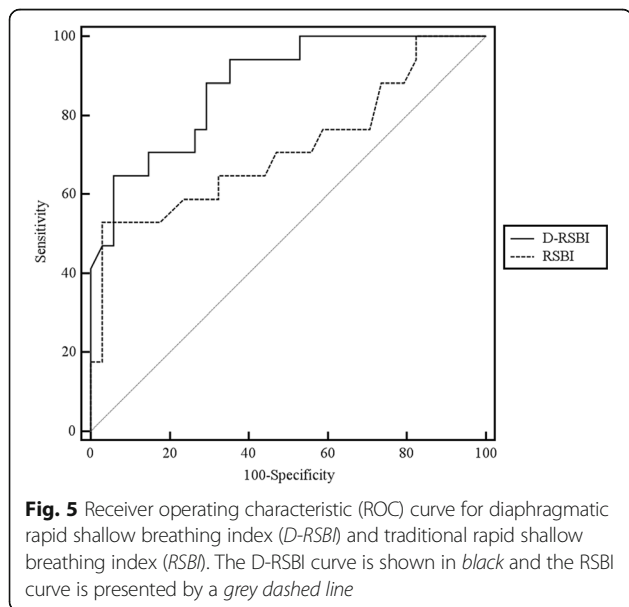 100
80
60
40
20
0
Sensitivity
0 20 40 60 80 100
100-Specificity
D-RSBI
RSBI
Fig. 5 Receiver operating characteristic (ROC) curve for diaphragmatic
rapid shallow breathing index (D-RSBI) and traditional rapid shallow
breathing index (RSBI). The D-RSBI curve is shown in black and the RSBI
curve is presented by a grey dashed line